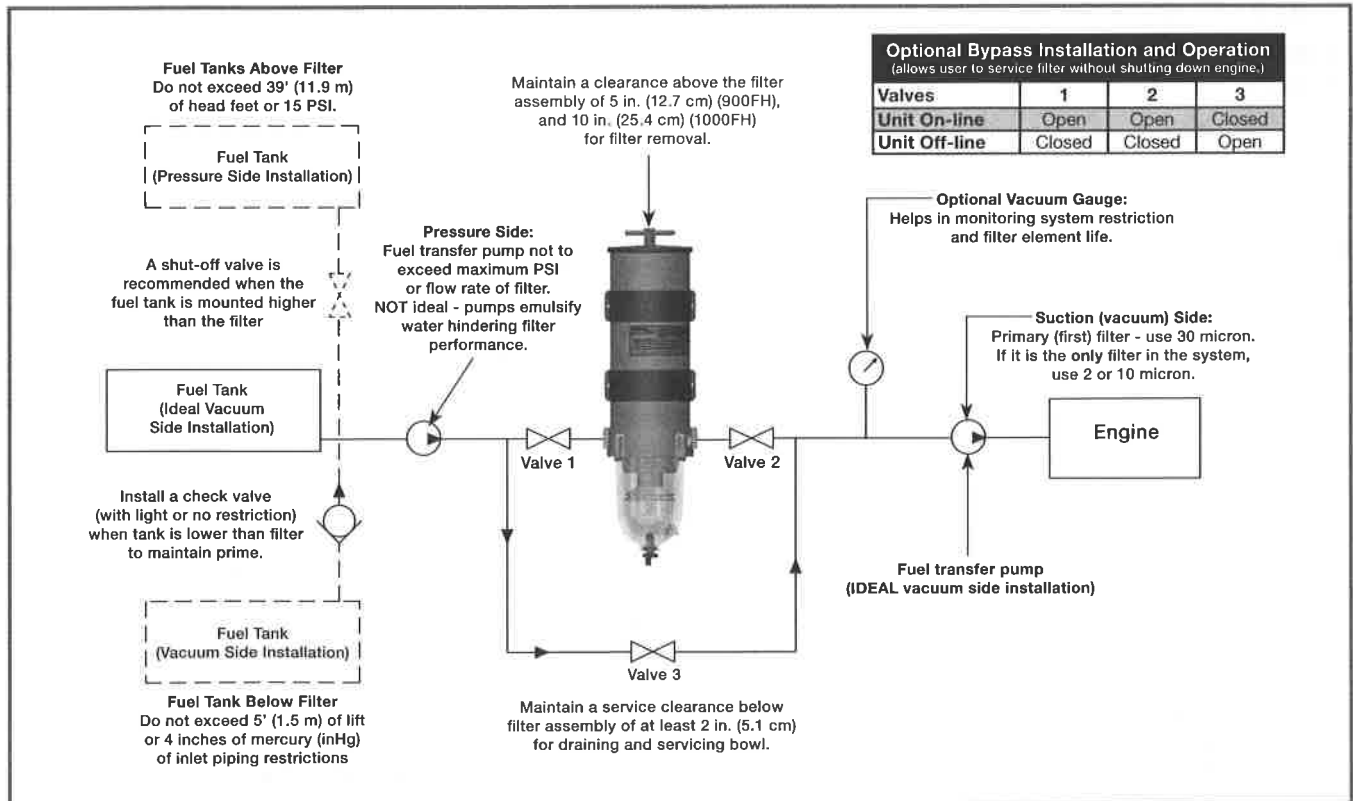 Fuel Tanks Above Filter
Do not exceed 39' (11.9 m)
of head feet or 15 PSI.
Fuel Tank
(Pressure Side Installation)
A shut-off valve is
recommended when the
fuel tank is mounted higher
than the filter
Fuel Tank
(Ideal Vacuum
Side Installation)
Install a check valve
(with light or no restriction)
when tank is lower than filter
to maintain prime.
Fuel Tank
(Vacuum Side Installation)
Fuel Tank Below Filter
Do not exceed 5' (1.5 m) of lift
or 4 inches of mercury (inHg)
of inlet piping restrictions
Pressure Side:
Fuel transfer pump not to
exceed maximum PSI
or flow rate of filter.
NOT ideal - pumps emulsify
water hindering filter
performance.
Maintain a clearance above the filter
assembly of 5 in. (12.7 cm) (900FH),
and 10 in. (25.4 cm) (1000FH)
for filter removal.
Valve 1
Valve 2
Valve 3
Maintain a service clearance below
filter assembly of at least 2 in. (5.1 cm)
for draining and servicing bowl.
Optional Bypass Installation and Operation
(allows user to service filter without shutting down engine.)
Valves 1 2 3
Unit On-line Open Open Closed
Unit Off-line Closed Closed Open
Optional Vacuum Gauge:
Helps in monitoring system restriction
and filter element life.
Suction (vacuum) Side:
Primary (first) filter - use 30 micron.
If it is the only filter in the system,
use 2 or 10 micron.
Engine
Fuel transfer pump
(IDEAL vacuum side installation)